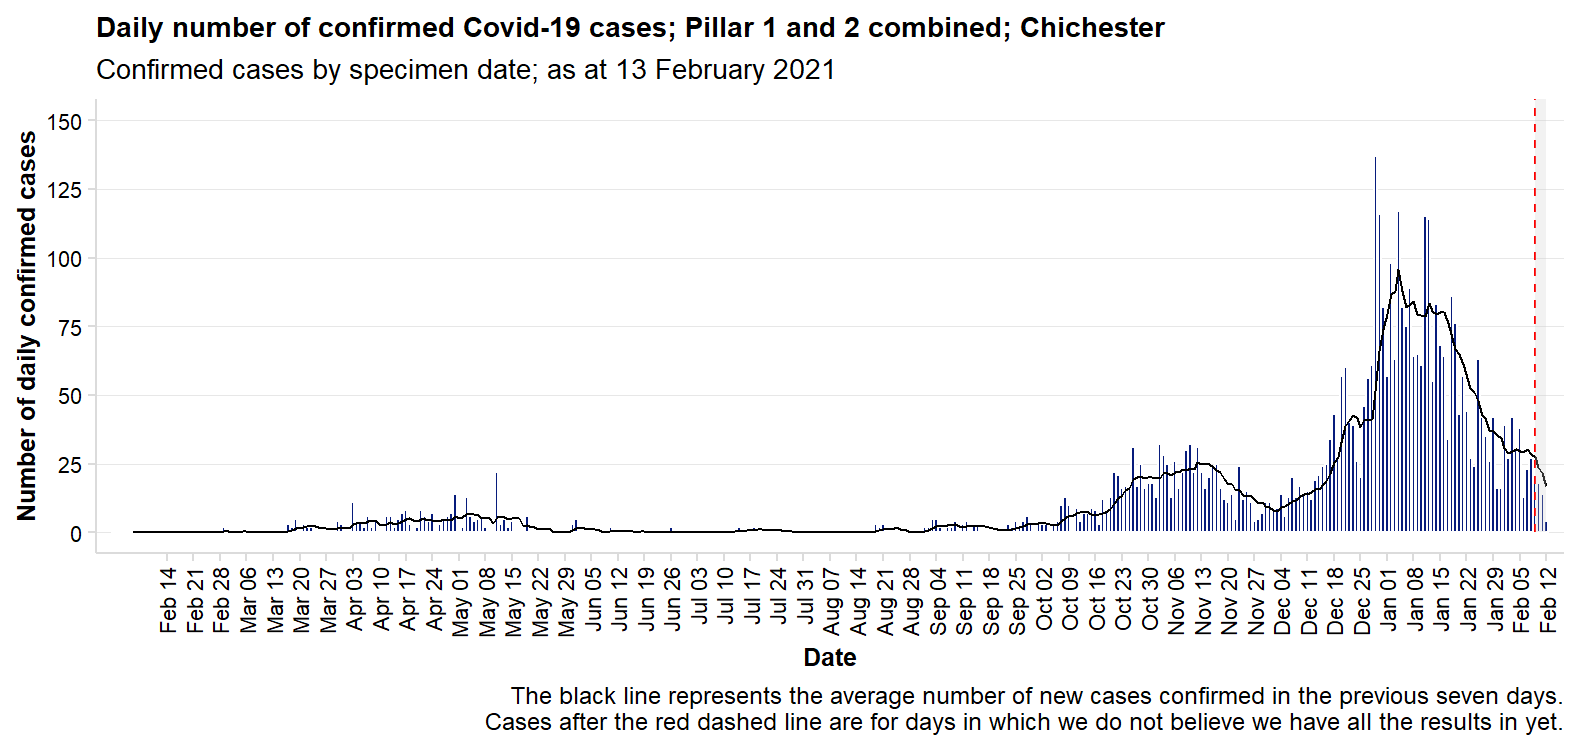 Daily number of confirmed Covid-19 cases; Pillar 1 and 2 combined; Chichester
Confirmed cases by specimen date; as at 13 February 2021
Number of daily confirmed cases
150
125
100
75
50
25
0
Feb 14
Feb 21
Feb 28
Mar 06
Mar 13
Mar 20
Mar 27
Apr 03
Apr 10
Apr 17
Apr 24
May 01
May 08
May 15
May 22
May 29
Jun 05
Jun 12
Jun 19
Jun 26
Jul 03
Jul 10
Jul 17
Jul 24
Jul 31
Aug 07
Aug 14
Aug 21
Aug 28
Sep 04
Sep 11
Sep 18
Sep 25
Oct 02
Oct 09
Oct 16
Oct 23
Oct 30
Nov 06
Nov 13
Nov 20
Nov 27
Dec 04
Dec 11
Dec 18
Dec 25
Jan 01
Jan 08
Jan 15
Jan 22
Jan 29
Feb 05
Feb 12
Date
The black line represents the average number of new cases confirmed in the previous seven days.
Cases after the red dashed line are for days in which we do not believe we have all the results in yet.